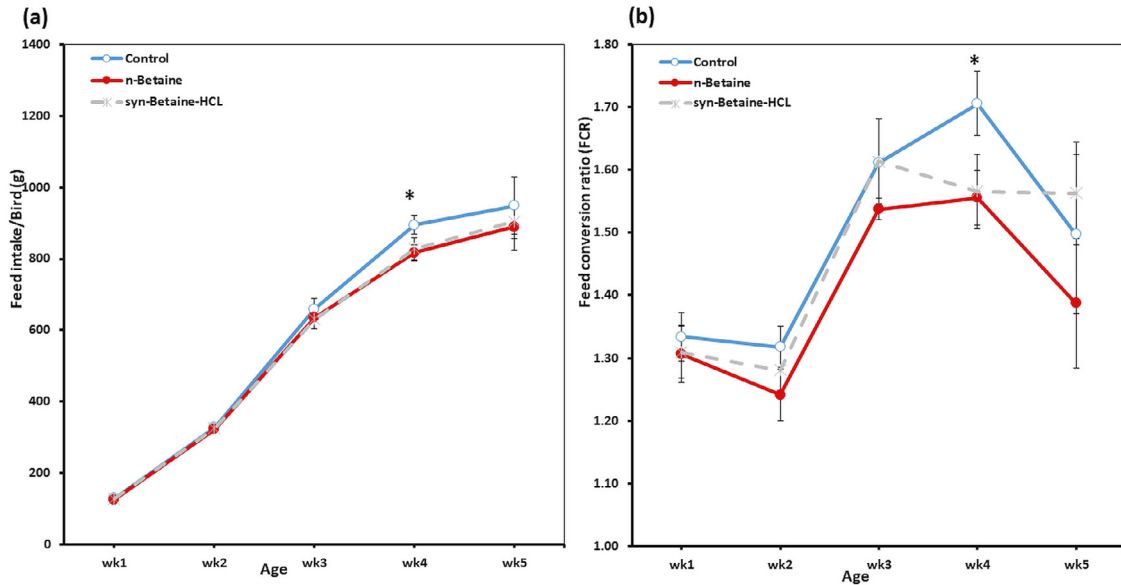 (a)
Control
n-Betaine
syn-Betaine-HCL
Feed intake/Bird (g)
1400
1200
1000
800
600
400
200
0
*
wk1 wk2 wk3 wk4 wk5
Age
(b)
Control
n-Betaine
syn-Betaine-HCL
Feed conversion ratio (FCR)
1.80
1.70
1.60
1.50
1.40
1.30
1.20
1.10
1.00
*
wk1 wk2 wk3 wk4 wk5
Age